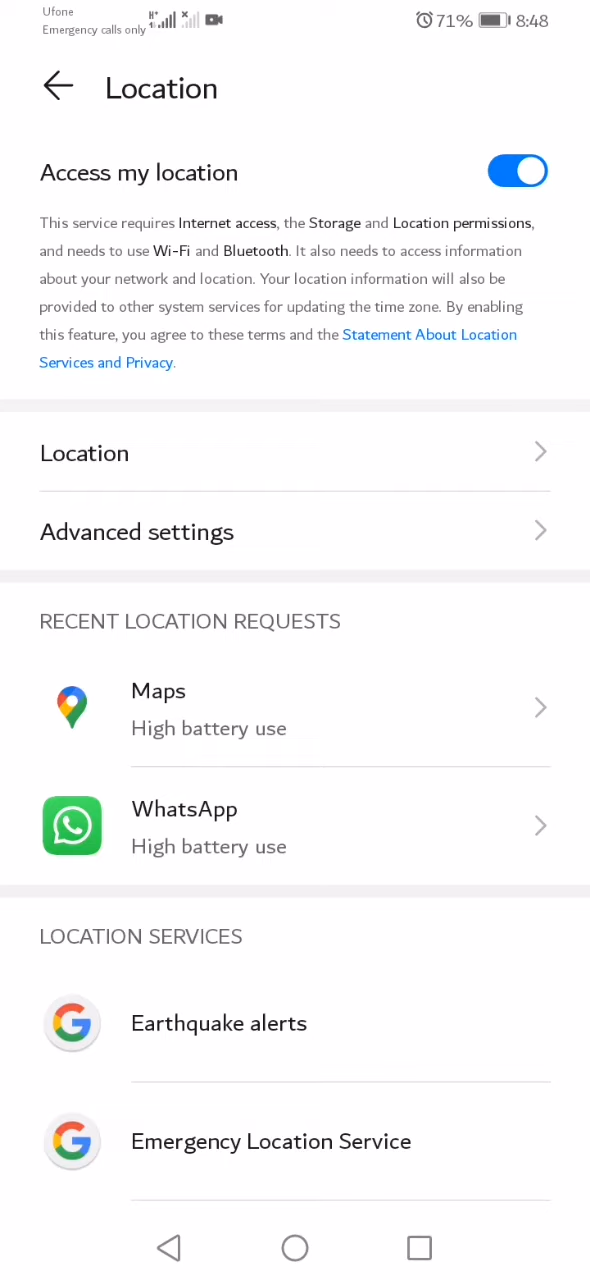 Ufone
Emergency calls only
71% 8:48
Location
Access my location
This service requires Internet access, the Storage and Location permissions,
and needs to use Wi-Fi and Bluetooth. It also needs to access information
about your network and location. Your location information will also be
provided to other system services for updating the time zone. By enabling
this feature, you agree to these terms and the Statement About Location
Services and Privacy.
Location
Advanced settings
RECENT LOCATION REQUESTS
Maps
High battery use
WhatsApp
High battery use
LOCATION SERVICES
Earthquake alerts
Emergency Location Service